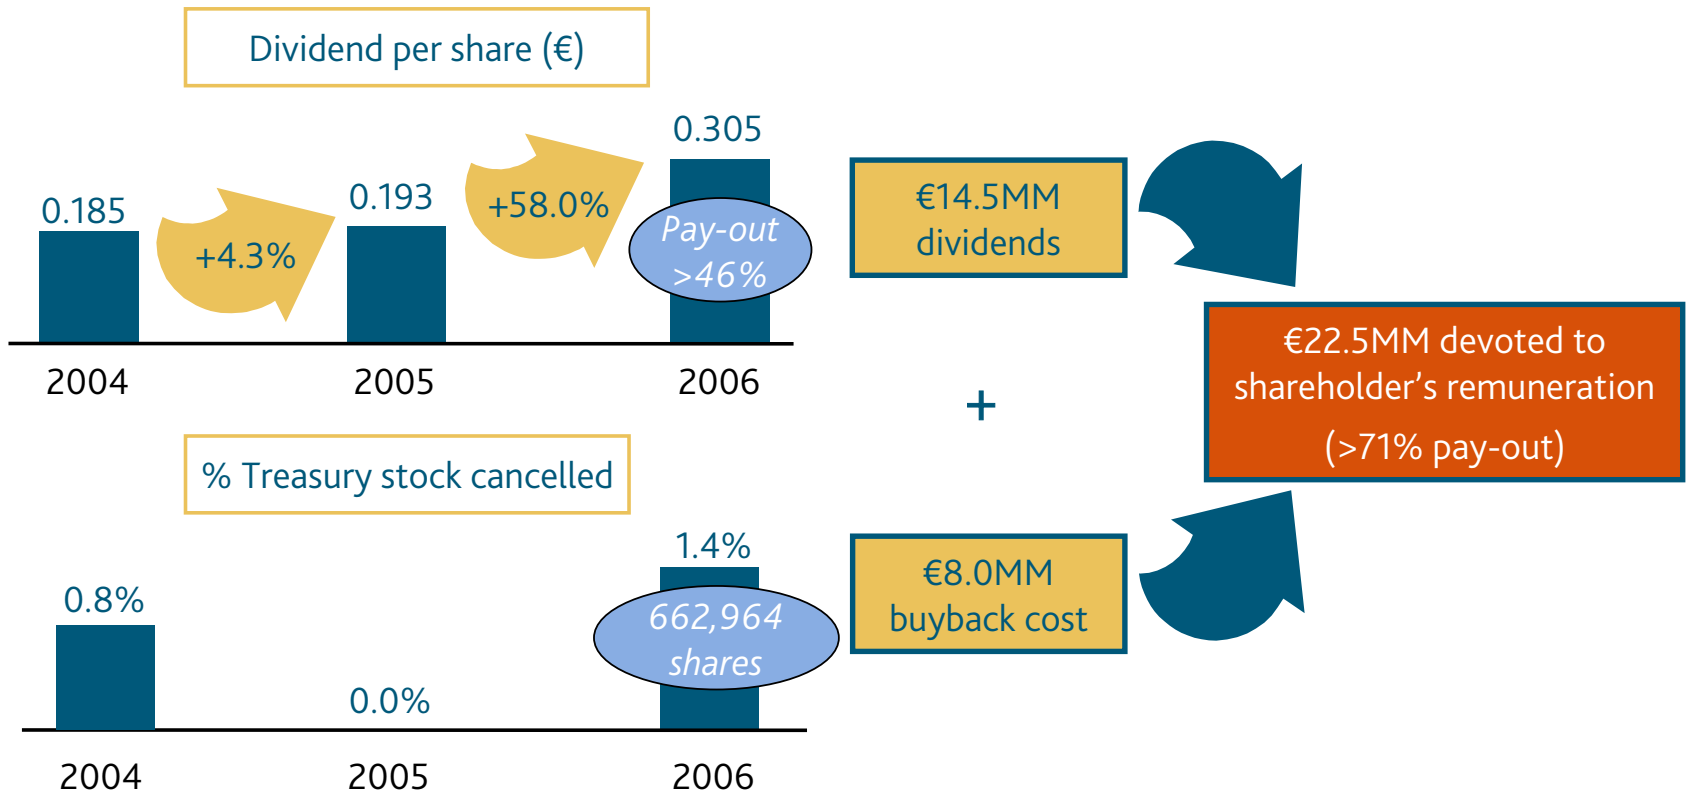 Dividend per share (€)
0.185
+4.3%
0.193
+58.0%
0.305
Pay-out
>46%
2004
2005
2006
% Treasury stock cancelled
0.8%
0.0%
1.4%
662,964
shares
2004
2005
2006
€14.5MM
dividends
+
€8.0MM
buyback cost
€22.5MM devoted to
shareholder’s remuneration
(>71% pay-out)